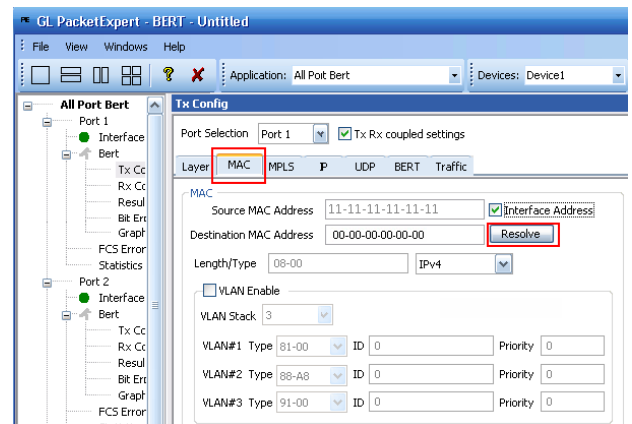 GL PacketExpert - BERT - Untitled
File View Windows Help
Application: All Port Bert Devices: Device1
All Port Bert
Port 1
Interface
Bert
Tx Cc
Rx Cc
Resul
Bit Err
Graph
FCS Error
Statistics
Port 2
Interface
Bert
Tx Cc
Rx Cc
Resul
Bit Err
Graph
FCS Error
Tx Config
Port Selection Port 1 Tx Rx coupled settings
Layer MAC MPLS IP UDP BERT Traffic
MAC
Source MAC Address 11-11-11-11-11-11 Interface Address
Destination MAC Address 00-00-00-00-00-00 Resolve
Length/Type 08-00 IPv4
VLAN Enable
VLAN Stack 3
VLAN#1 Type 81-00 ID 0 Priority 0
VLAN#2 Type 88-A8 ID 0 Priority 0
VLAN#3 Type 91-00 ID 0 Priority 0